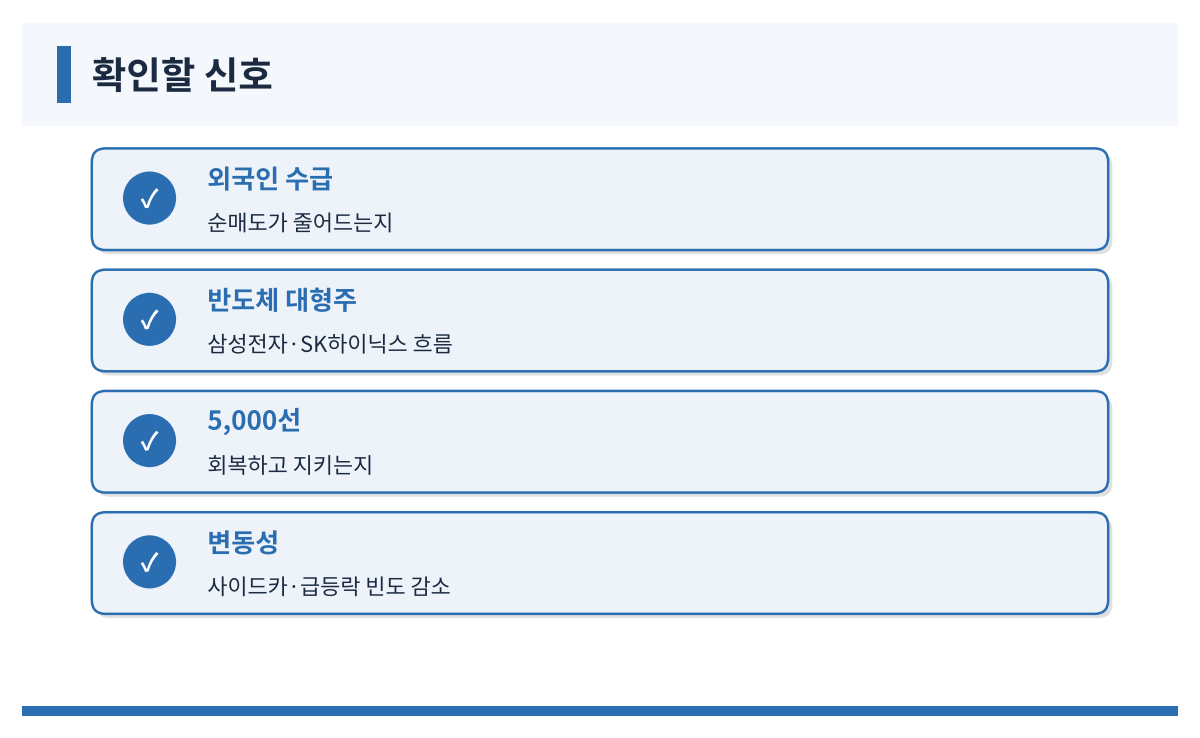 확인할 신호
✓
외국인 수급
순매도가 줄어드는지
✓
반도체 대형주
삼성전자·SK하이닉스 흐름
✓
5,000선
회복하고 지키는지
✓
변동성
사이드카·급등락 빈도 감소